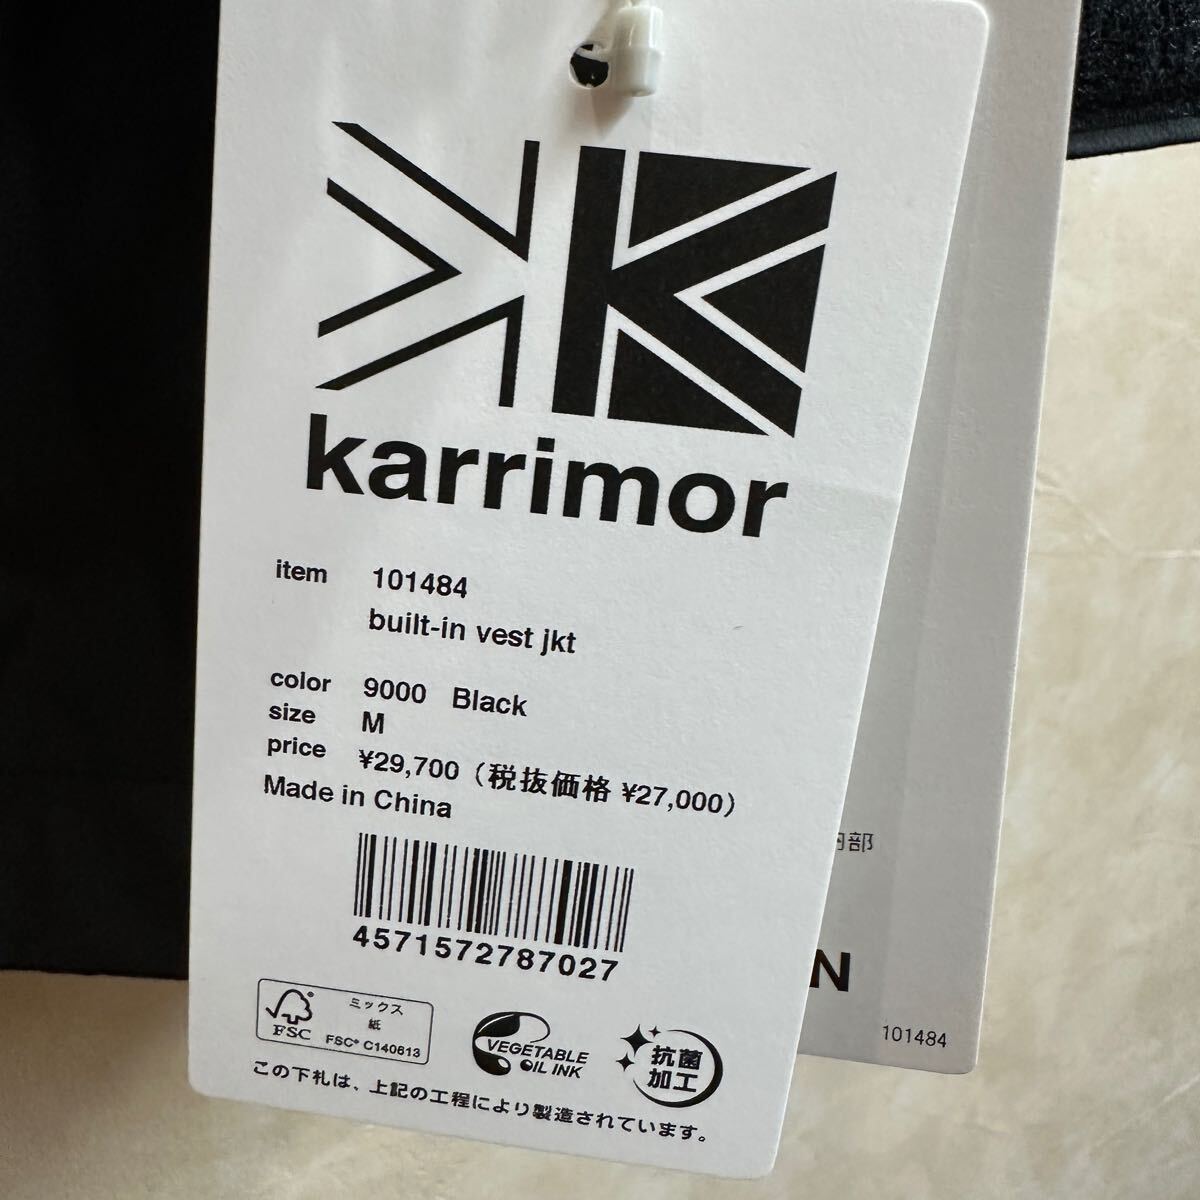 karrimor
item 101484
built-in vest jkt
color 9000 Black
size M
price ¥29,700（税抜価格 ¥27,000）
Made in China
4571572787027
FSC
ミックス
紙
FSC® C140613
VEGETABLE
OIL INK
抗菌
加工
この下札は、上記の工程により製造されています。
部
N
101484